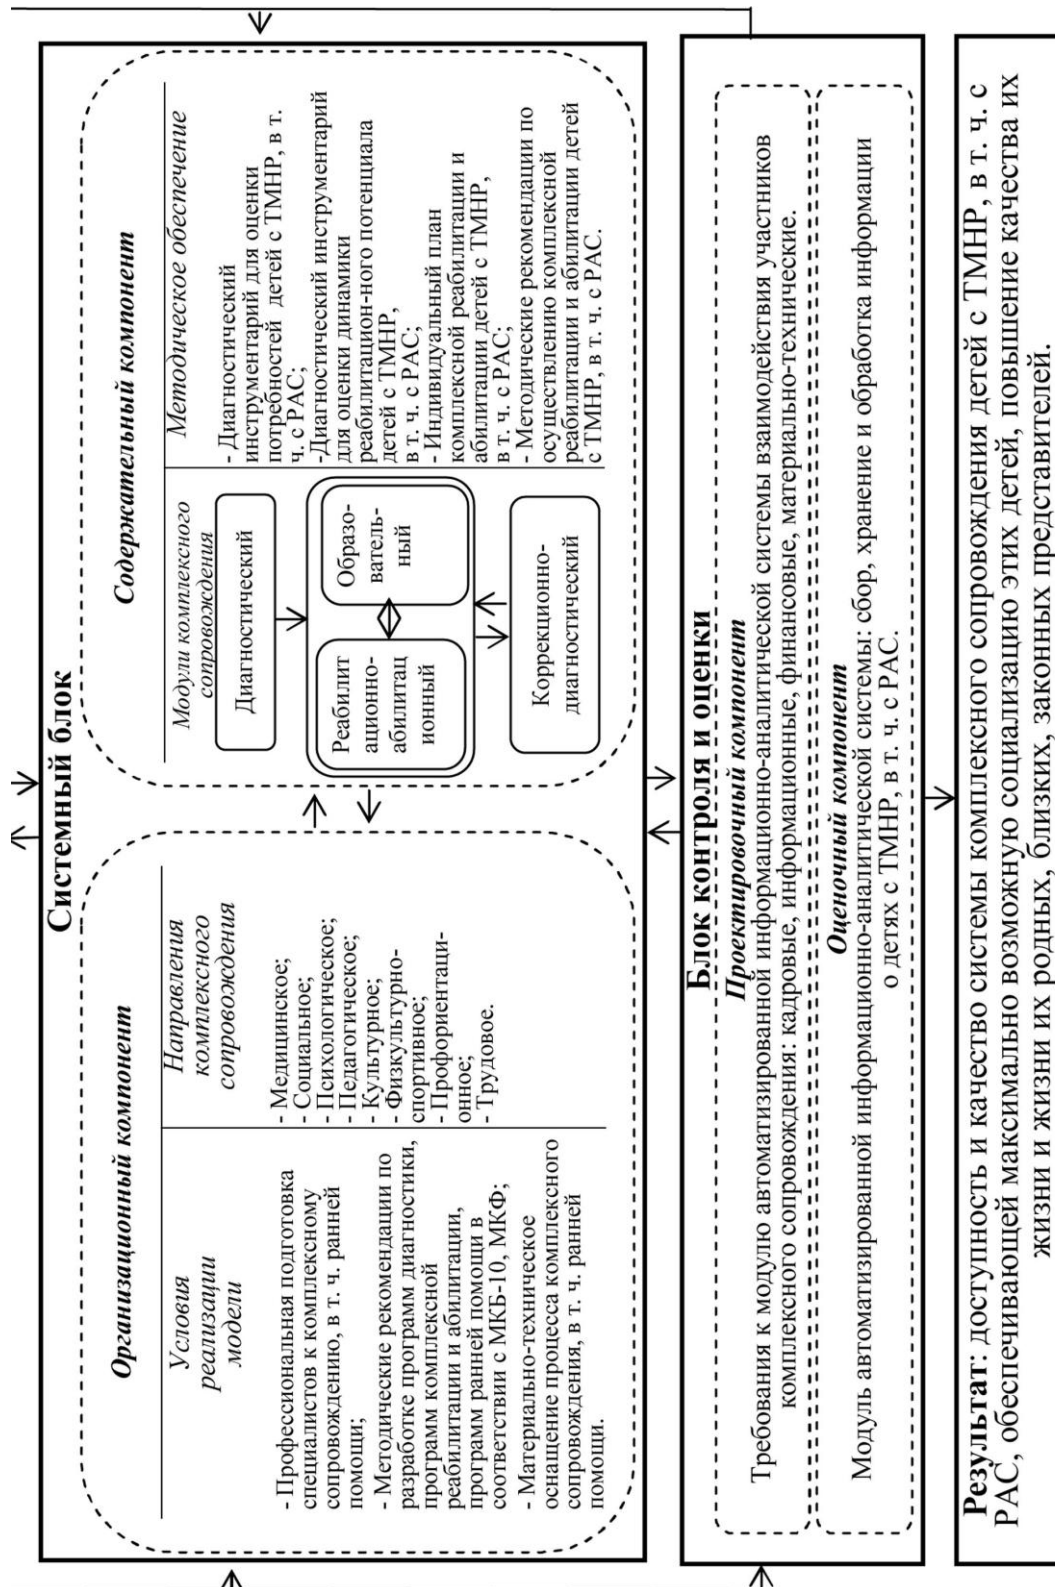 Системный блок
Организационный компонент
Условия
реализации
модели
- Профессиональная подготовка
специалистов к комплексному
сопровождению, в т. ч. ранней
помощи;
- Методические рекомендации по
разработке программ диагностики,
программ комплексной
реабилитации и абилитации,
программ ранней помощи в
соответствии с МКБ-10, МКФ;
- Материально-техническое
оснащение процесса комплексного
сопровождения, в т. ч. ранней
помощи.
Направления
комплексного
сопровождения
- Медицинское;
- Социальное;
- Психологическое;
- Педагогическое;
- Культурное;
- Физкультурно-
спортивное;
- Профориентаци-
онное;
- Трудовое.
Содержательный компонент
Модули комплексного
сопровождения
Диагностический
Реабилит
ационно-
абилитац
ионный
Образо-
ватель-
ный
Коррекционно-
диагностический
Методическое обеспечение
- Диагностический
инструментарий для оценки
потребностей детей с ТМНР, в т.
ч. с РАС;
-Диагностический инструментарий
для оценки динамики
реабилитацион-ного потенциала
детей с ТМНР,
в т. ч. с РАС;
- Индивидуальный план
комплексной реабилитации и
абилитации детей с ТМНР,
в т. ч. с РАС;
- Методические рекомендации по
осуществлению комплексной
реабилитации и абилитации детей
с ТМНР, в т. ч. с РАС.
Блок контроля и оценки
Проектировочный компонент
Требования к модулю автоматизированной информационно-аналитической системы взаимодействия участников
комплексного сопровождения: кадровые, информационные, финансовые, материально-технические.
Оценочный компонент
Модуль автоматизированной информационно-аналитической системы: сбор, хранение и обработка информации
о детях с ТМНР, в т. ч. с РАС.
Результат: доступность и качество системы комплексного сопровождения детей с ТМНР, в т. ч. с
РАС, обеспечивающей максимально возможную социализацию этих детей, повышение качества их
жизни и жизни их родных, близких, законных представителей.